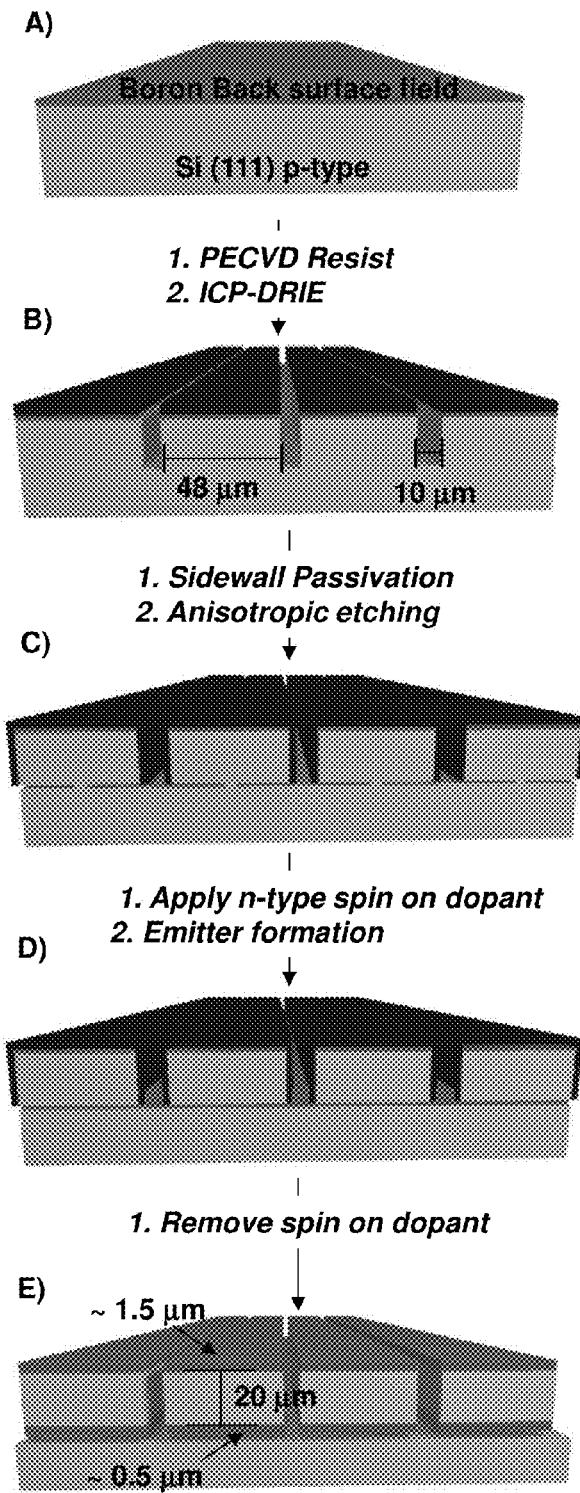 A)
Boron Back surface field
Si (111) p-type
1. PECVD Resist
2. ICP-DRIE
B)
48 μm
10 μm
1. Sidewall Passivation
2. Anisotropic etching
C)
1. Apply n-type spin on dopant
2. Emitter formation
D)
1. Remove spin on dopant
E)
~ 1.5 μm
20 μm
~ 0.5 μm